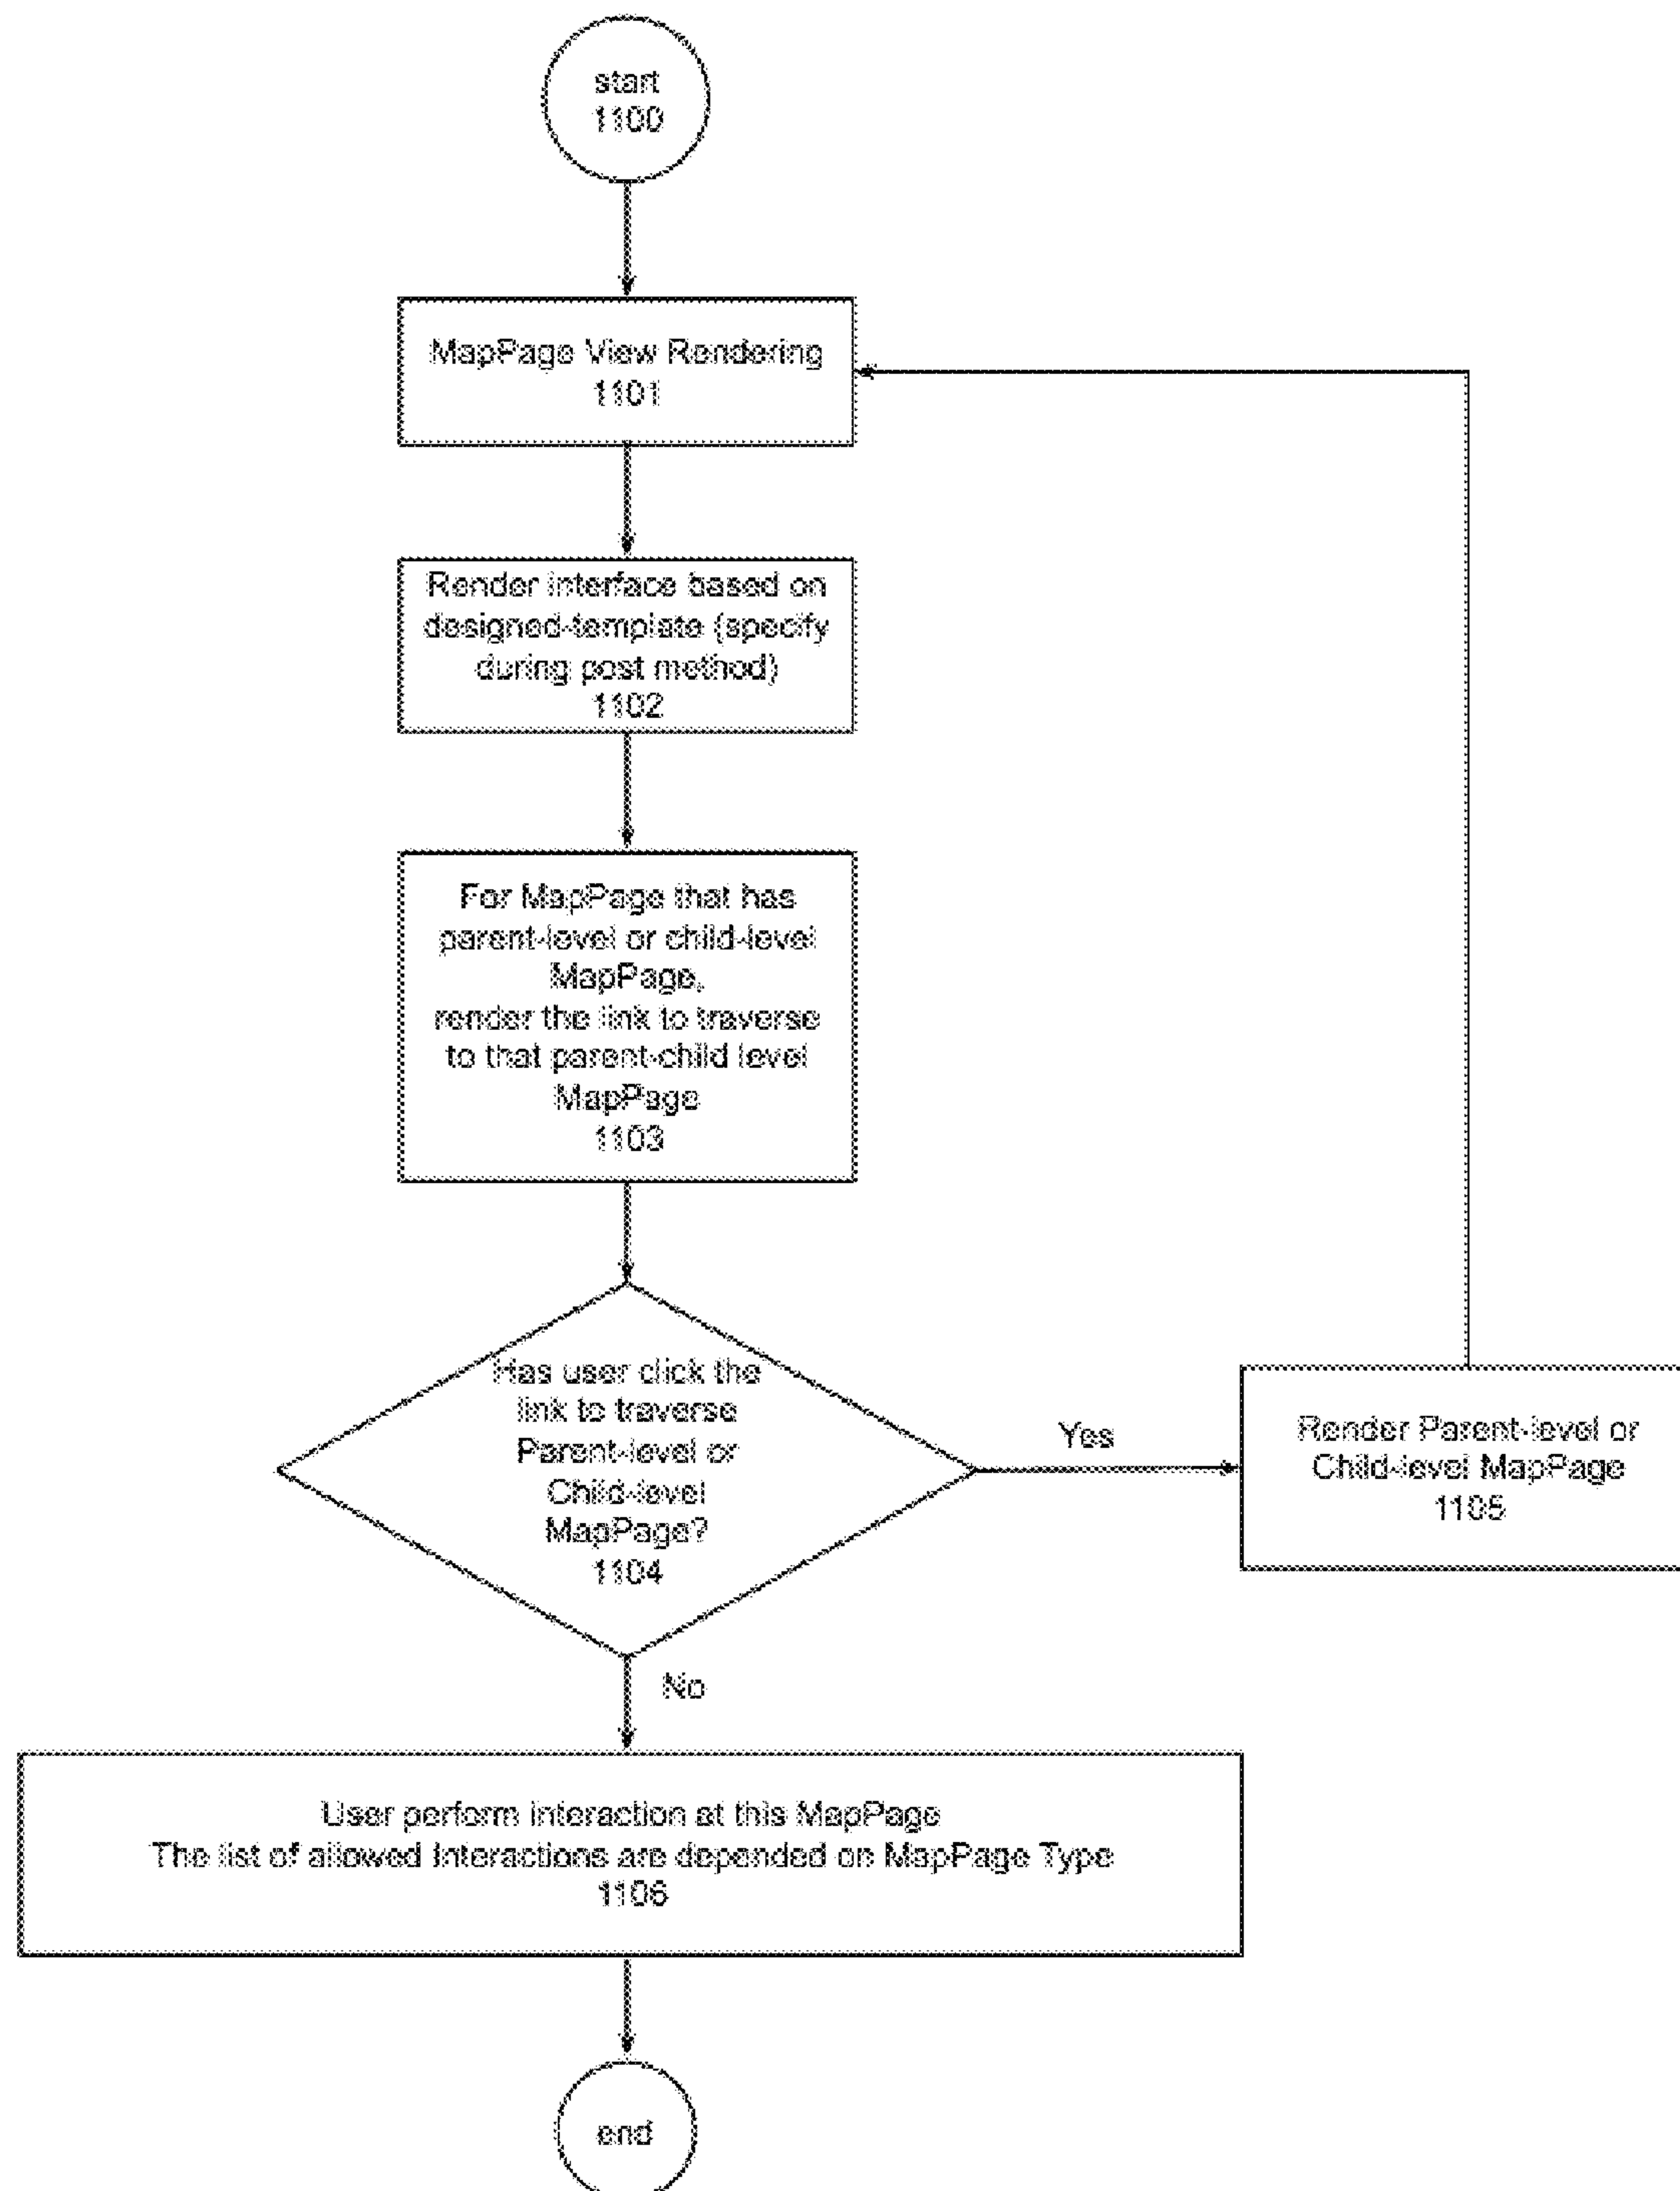 start
1100
MapPage View Rendering
1101
Render interface based on
designed-template (specify
during post method)
1102
For MapPage that has
parent-level or child-level
MapPage,
render the link to traverse
to that parent-child level
MapPage
1103
Has user click the
link to traverse
Parent-level or
Child-level
MapPage?
1104
Yes
Render Parent-level or
Child-level MapPage
1105
No
User perform interaction at this MapPage
The list of allowed Interactions are depended on MapPage Type
1106
end